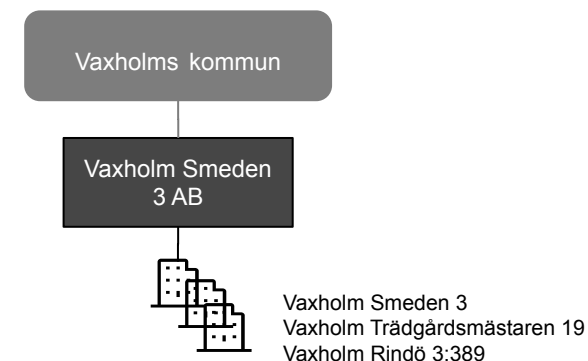 Vaxholms kommun
Vaxholm Smeden
3 AB
Vaxholm Smeden 3
Vaxholm Trädgårdsmästaren 19
Vaxholm Rindö 3:389